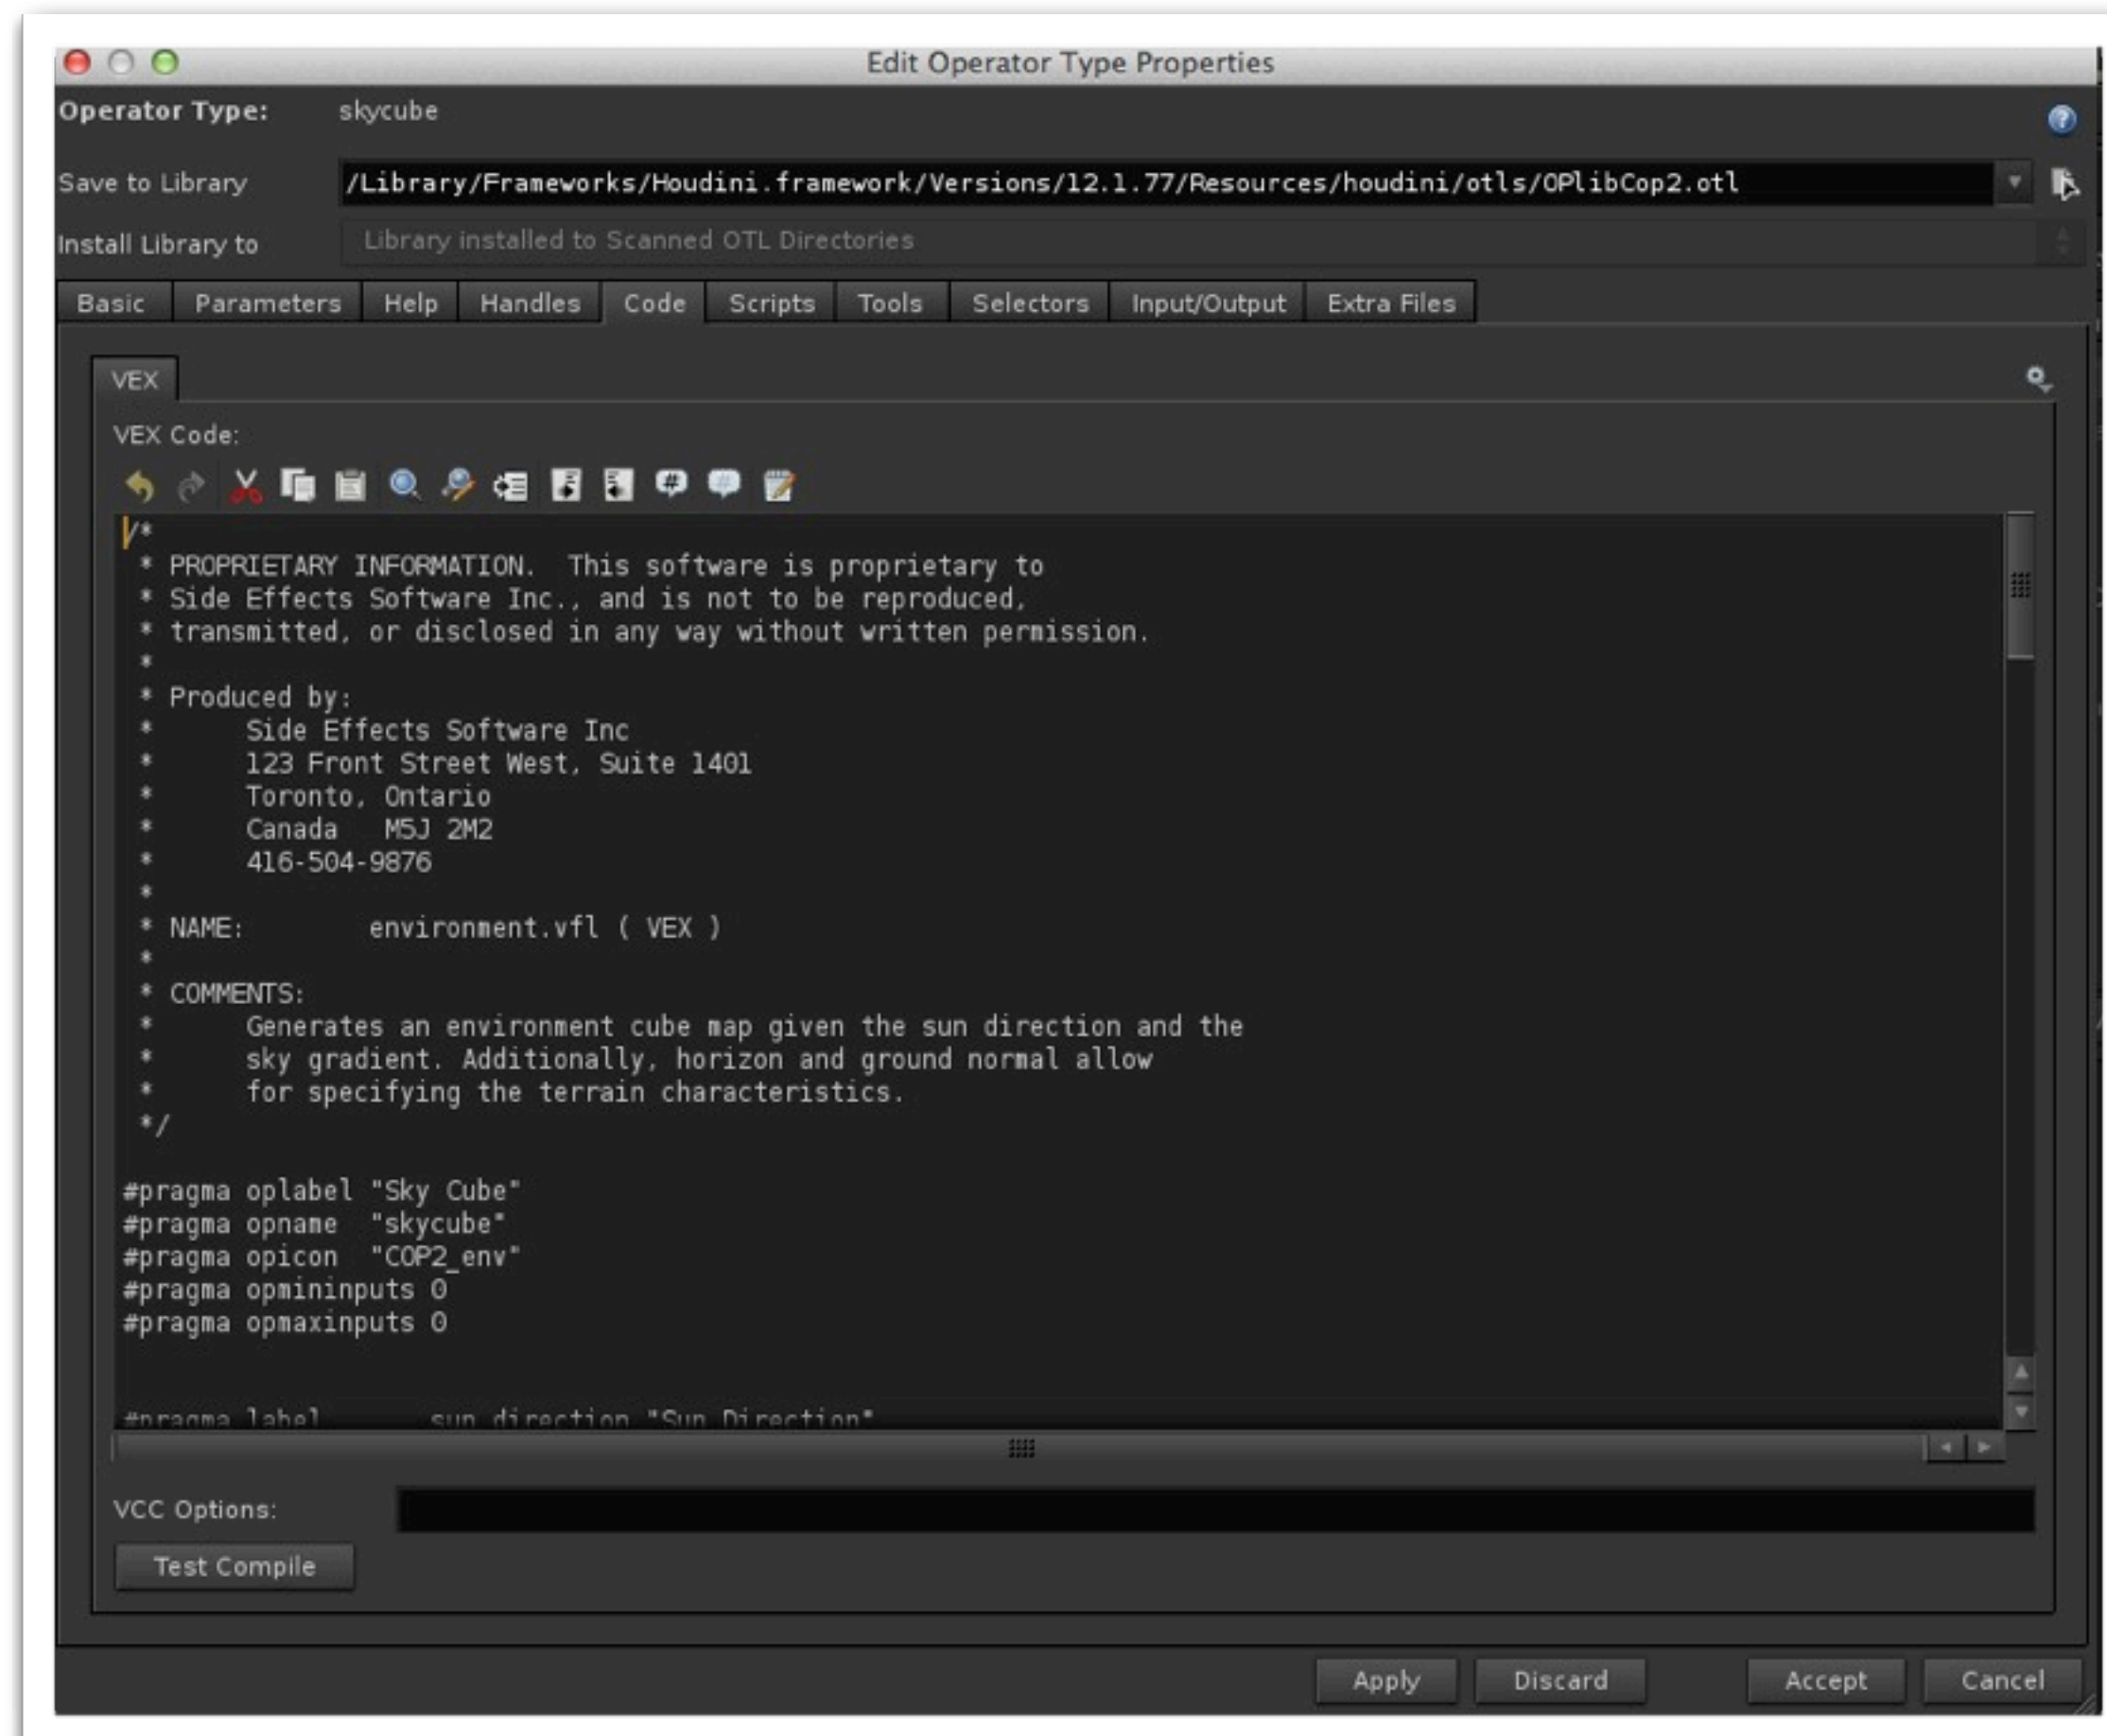 Edit Operator Type Properties
Operator Type: skycube
Save to Library /Library/Frameworks/Houdini.framework/Versions/12.1.77/Resources/houdini/otls/OPlibCop2.otl
Install Library to Library installed to Scanned OTL Directories
Basic Parameters Help Handles Code Scripts Tools Selectors Input/Output Extra Files
VEX
VEX Code:
/*
 * PROPRIETARY INFORMATION.  This software is proprietary to
 * Side Effects Software Inc., and is not to be reproduced,
 * transmitted, or disclosed in any way without written permission.
 *
 * Produced by:
 *      Side Effects Software Inc
 *      123 Front Street West, Suite 1401
 *      Toronto, Ontario
 *      Canada   M5J 2M2
 *      416-504-9876
 *
 * NAME:        environment.vfl ( VEX )
 *
 * COMMENTS:
 *      Generates an environment cube map given the sun direction and the
 *      sky gradient. Additionally, horizon and ground normal allow
 *      for specifying the terrain characteristics.
 */
#pragma oplabel "Sky Cube"
#pragma opname  "skycube"
#pragma opicon  "COP2_env"
#pragma opmininputs 0
#pragma opmaxinputs 0
#pragma label       sun_direction "Sun Direction"
VCC Options:
Test Compile
Apply Discard Accept Cancel